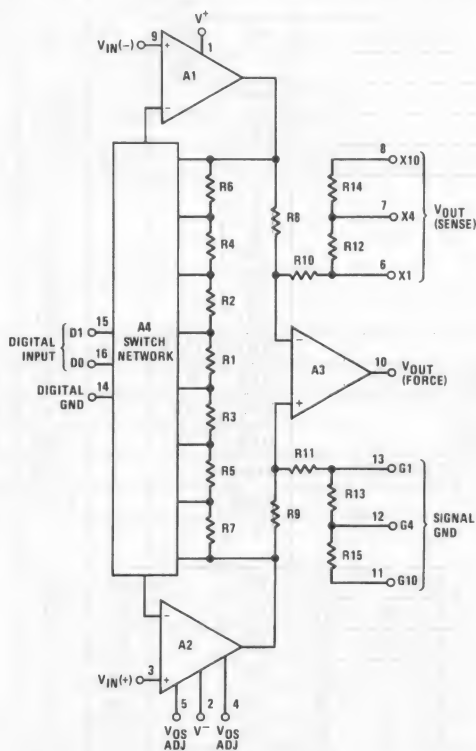 V+
1
9
VIN(-)
+
A1
-
R6
R4
R2
R1
R3
R5
R7
R8
R10
R14
R12
8
X10
7
X4
6
X1
VOUT
(SENSE)
A4
SWITCH
NETWORK
DIGITAL
INPUT
15
D1
16
D0
14
DIGITAL
GND
-
A3
+
10
VOUT
(FORCE)
R11
R9
R13
R15
13
G1
12
G4
11
G10
SIGNAL
GND
-
A2
+
VIN(+)
3
5
2
4
VOS
ADJ
V-
VOS
ADJ